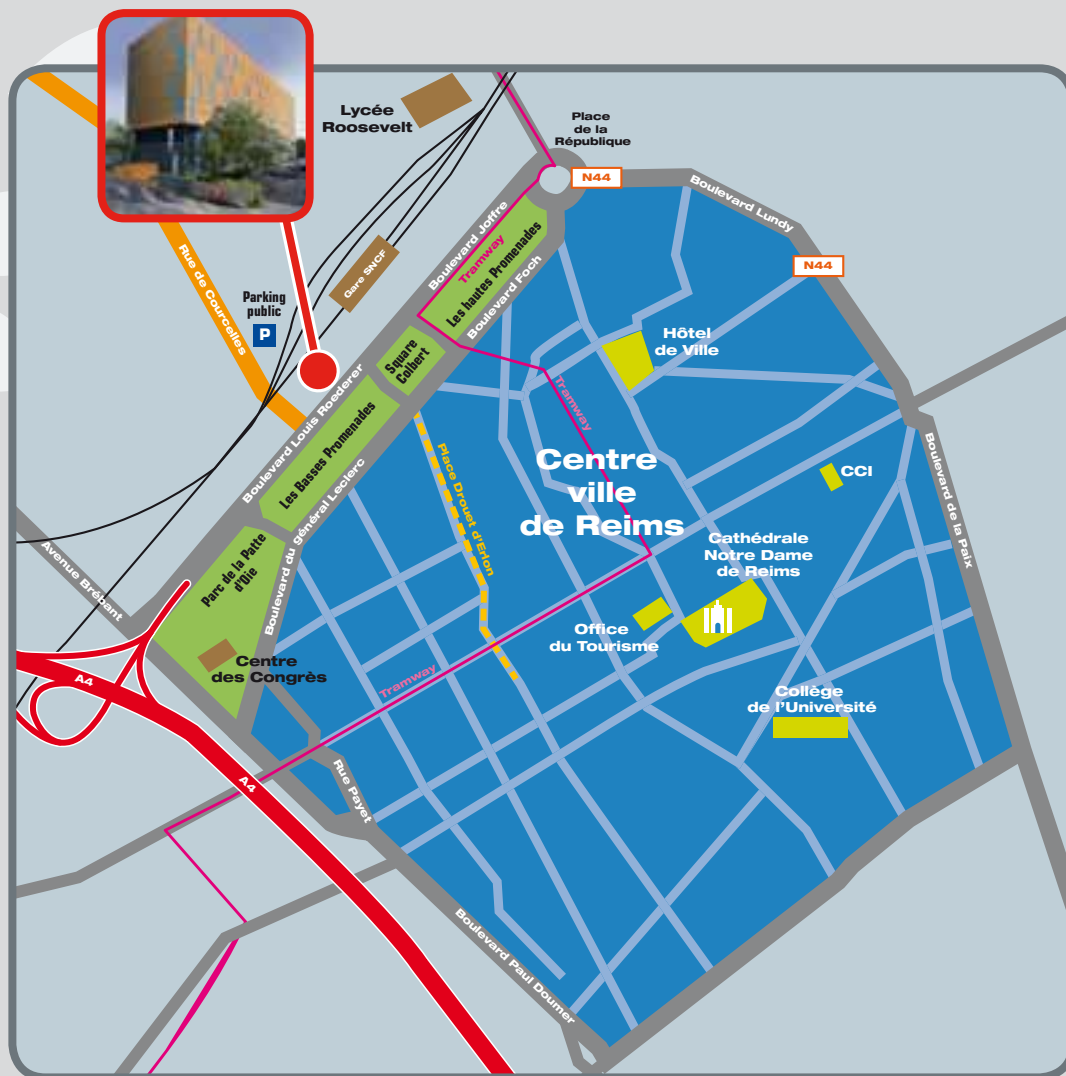 Lycée
Roosevelt
Place
de la
République
N44
Boulevard Lundy
N44
Boulevard Joffre
Tramway
Les hautes Promenades
Boulevard Foch
Rue de Courcelles
Gare SNCF
Parking
public
P
Square
Colbert
Hôtel
de Ville
Boulevard Louis Roederer
Les Basses Promenades
Boulevard du général Leclerc
Place Drouet d'Erlon
Tramway
Centre
ville
de Reims
CCI
Boulevard de la Paix
Cathédrale
Notre Dame
de Reims
Avenue Brébant
Parc de la Patte
d'Oie
Office
du Tourisme
Centre
des Congrès
A4
Tramway
Collège
de l'Université
A4
Rue Payet
Boulevard Paul Doumer